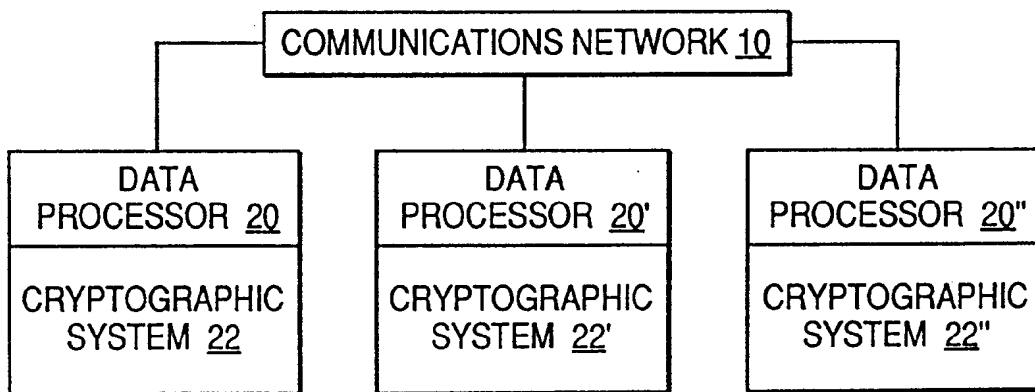 COMMUNICATIONS NETWORK 10
DATA
PROCESSOR 20
CRYPTOGRAPHIC
SYSTEM 22
DATA
PROCESSOR 20'
CRYPTOGRAPHIC
SYSTEM 22'
DATA
PROCESSOR 20"
CRYPTOGRAPHIC
SYSTEM 22"